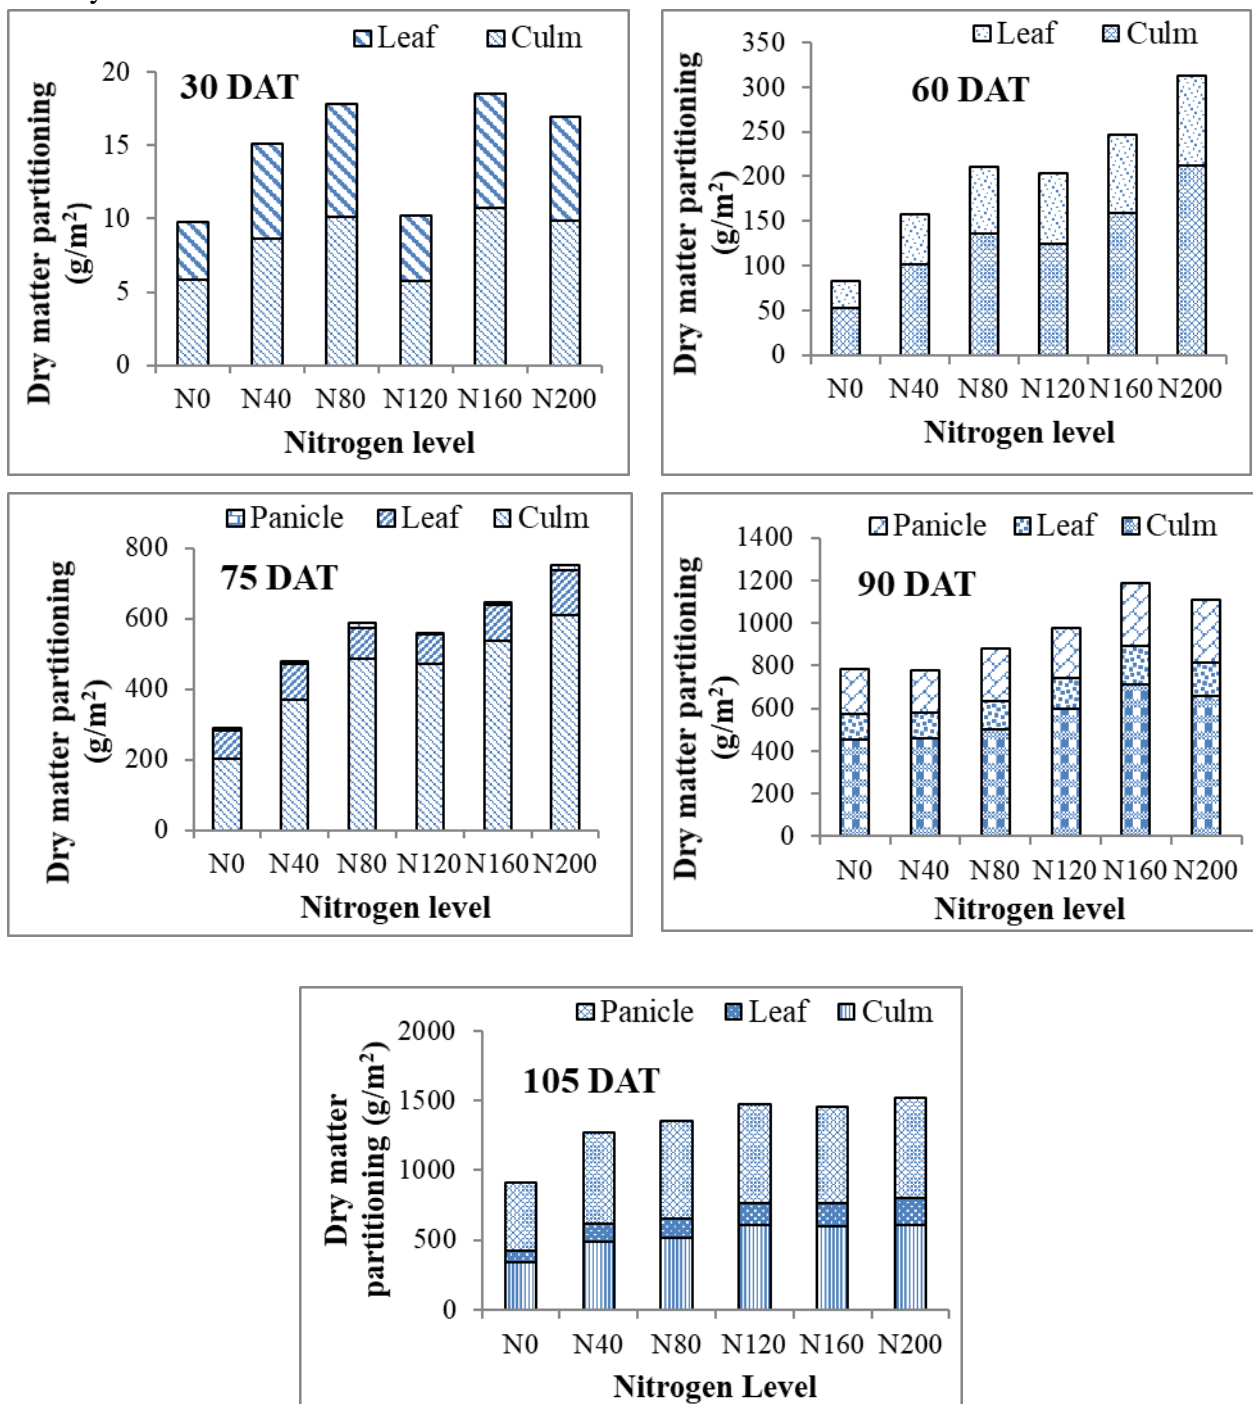 Leaf Culm
30 DAT
Dry matter partitioning
(g/m²)
20
15
10
5
0
N0 N40 N80 N120 N160 N200
Nitrogen level
Leaf Culm
60 DAT
Dry matter partitioning
(g/m²)
350
300
250
200
150
100
50
0
N0 N40 N80 N120 N160 N200
Nitrogen level
Panicle Leaf Culm
75 DAT
Dry matter partitioning
(g/m²)
800
600
400
200
0
N0 N40 N80 N120 N160 N200
Nitrogen level
Panicle Leaf Culm
90 DAT
Dry matter partitioning
(g/m²)
1400
1200
1000
800
600
400
200
0
N0 N40 N80 N120 N160 N200
Nitrogen level
Panicle Leaf Culm
105 DAT
Dry matter
partitioning (g/m²)
2000
1500
1000
500
0
N0 N40 N80 N120 N160 N200
Nitrogen Level